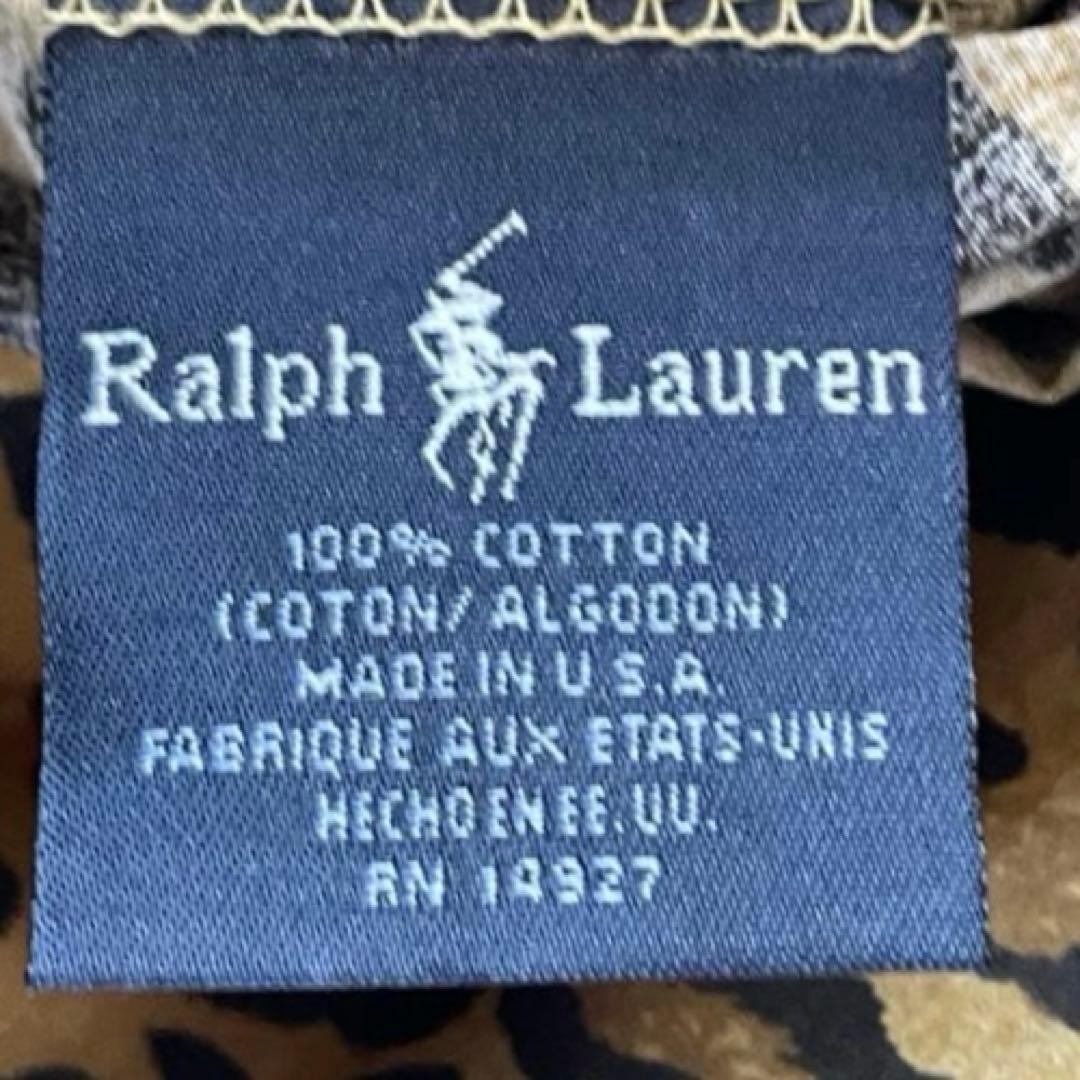 Ralph Lauren
100% COTTON
(COTON/ ALGODON)
MADE IN U.S.A.
FABRIQUE AUX ETATS-UNIS
HECHO EN EE.UU.
RN 14927